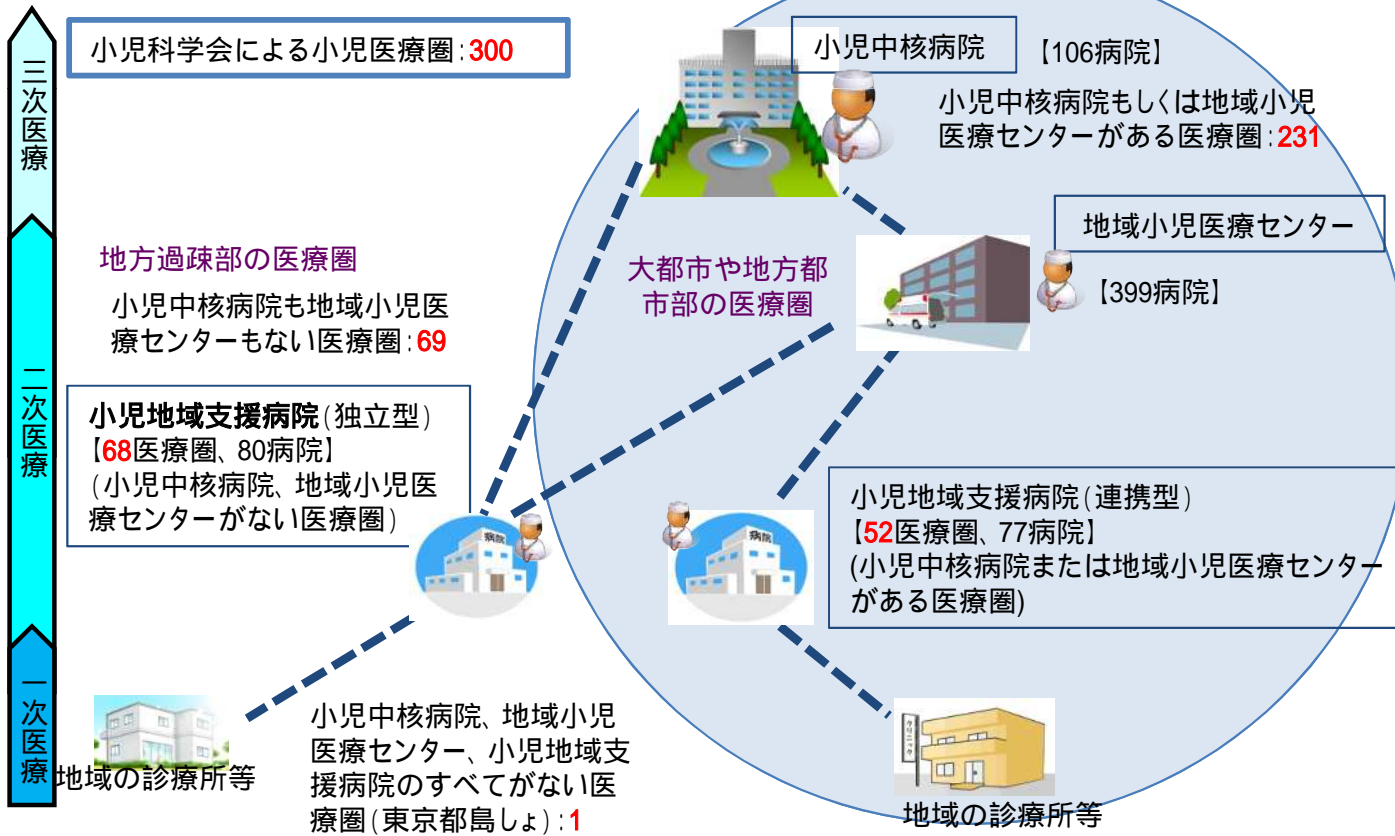 三次医療
二次医療
一次医療
小児科学会による小児医療圏:300
小児中核病院
【106病院】
小児中核病院もしくは地域小児
医療センターがある医療圏:231
地域小児医療センター
【399病院】
地方過疎部の医療圏
小児中核病院も地域小児医
療センターもない医療圏:69
大都市や地方都
市部の医療圏
小児地域支援病院(独立型)
【68医療圏、80病院】
(小児中核病院、地域小児医
療センターがない医療圏)
病院
病院
小児地域支援病院(連携型)
【52医療圏、77病院】
(小児中核病院または地域小児医療センター
がある医療圏)
地域の診療所等
小児中核病院、地域小児
医療センター、小児地域支
援病院のすべてがない医
療圏(東京都島しょ):1
クリニック
地域の診療所等